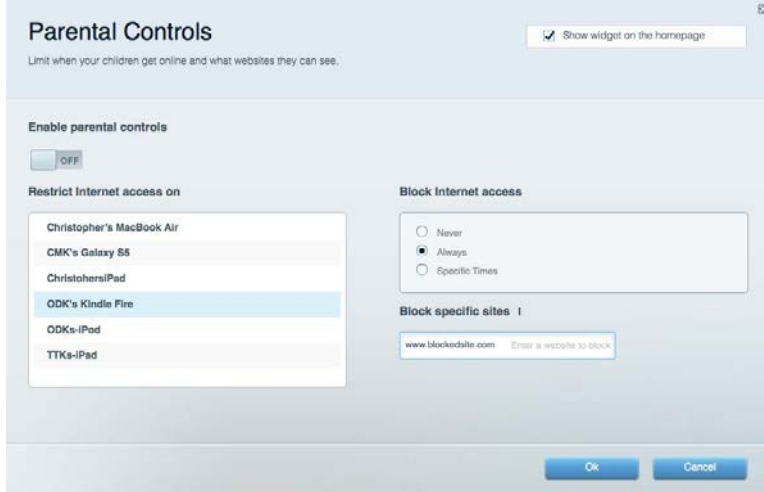 Parental Controls
Show widget on the homepage
Limit when your children get online and what websites they can see.
Enable parental controls
OFF
Restrict Internet access on
Christopher's MacBook Air
CMK's Galaxy S5
ChristohersiPad
ODK's Kindle Fire
ODKs-iPod
TTKs-iPad
Block Internet access
Never
Always
Specific Times
Block specific sites
www.blockedsite.com Enter a website to block
Ok Cancel